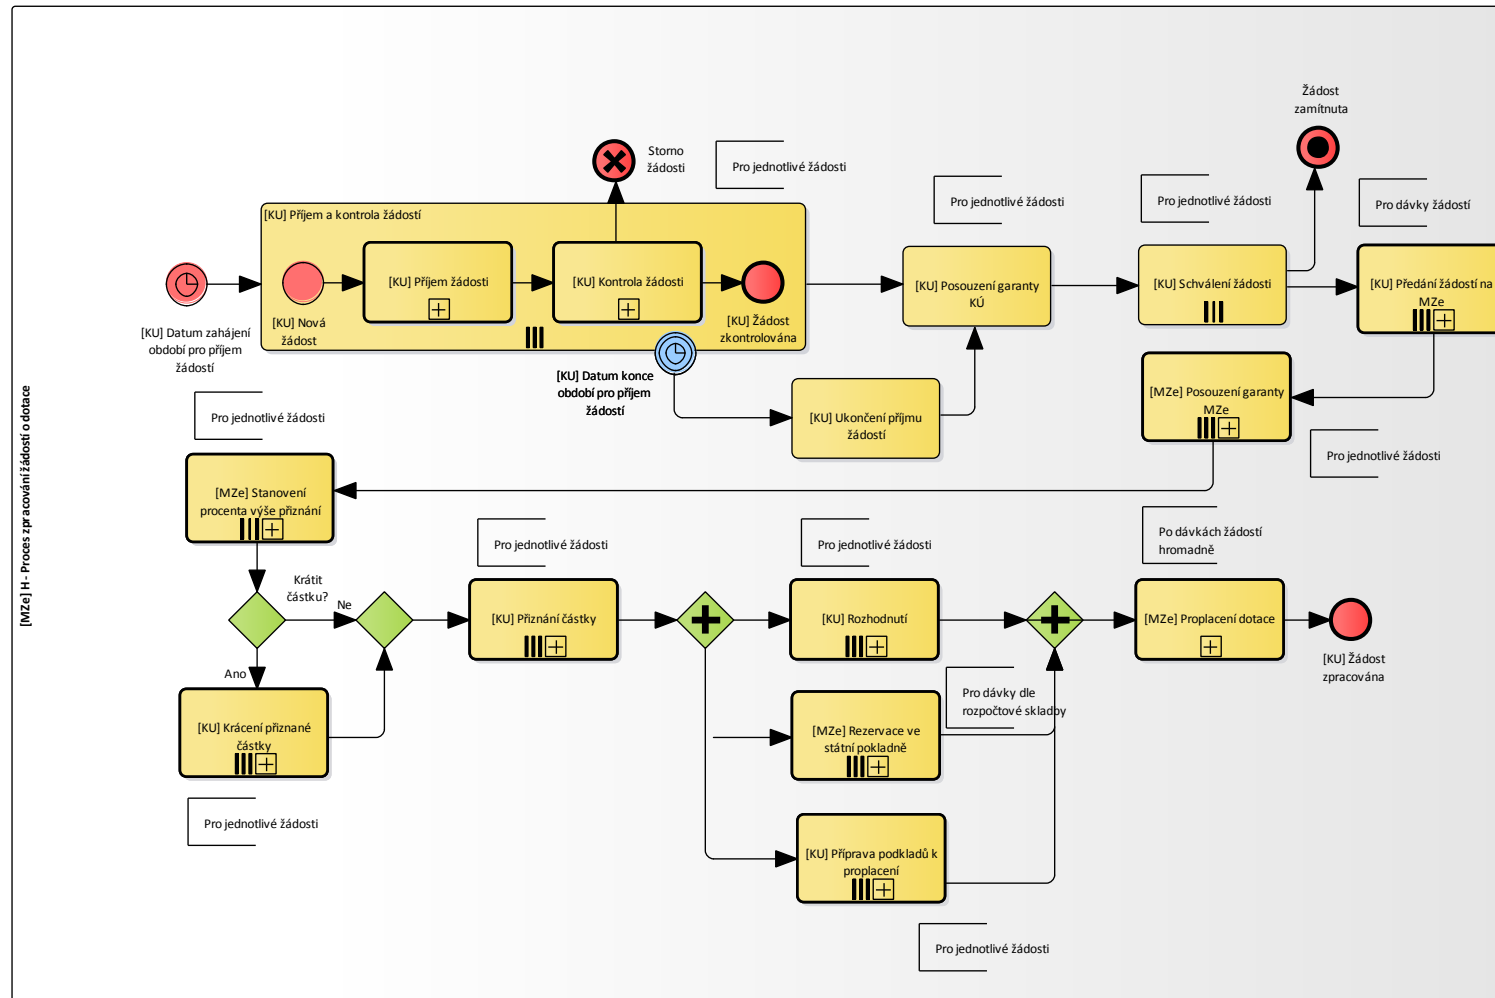 [MZe] H - Proces zpracování žádostí o dotace
Žádost
zamítnuta
Storno
žádosti
Pro jednotlivé žádosti
Pro jednotlivé žádosti
Pro jednotlivé žádosti
Pro dávky žádostí
[KU] Příjem a kontrola žádostí
[KU] Datum zahájení
období pro příjem
žádostí
[KU] Nová
žádost
[KU] Příjem žádosti
[KU] Kontrola žádosti
[KU] Žádost
zkontrolována
[KU] Posouzení garanty
KÚ
[KU] Schválení žádosti
[KU] Předání žádostí na
MZe
[KU] Datum konce
období pro příjem
žádostí
[KU] Ukončení příjmu
žádostí
[MZe] Posouzení garanty
MZe
Pro jednotlivé žádosti
Pro jednotlivé žádosti
[MZe] Stanovení
procenta výše přiznání
Krátit
částku?
Ne
Ano
Pro jednotlivé žádosti
Pro jednotlivé žádosti
Po dávkách žádostí
hromadně
[KU] Přiznání částky
[KU] Rozhodnutí
[MZe] Proplacení dotace
[KU] Žádost
zpracována
Pro dávky dle
rozpočtové skladby
[KU] Krácení přiznané
částky
[MZe] Rezervace ve
státní pokladně
Pro jednotlivé žádosti
[KU] Příprava podkladů k
proplacení
Pro jednotlivé žádosti